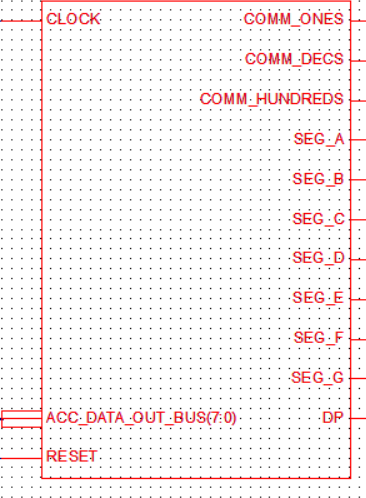 CLOCK COMM_ONES
COMM_DECS
COMM_HUNDREDS
SEG_A
SEG_B
SEG_C
SEG_D
SEG_E
SEG_F
SEG_G
ACC_DATA_OUT_BUS(7:0) DP
RESET